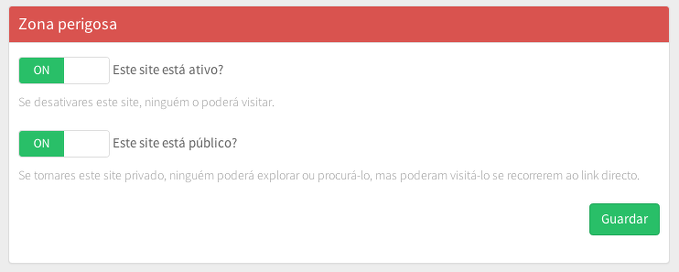 Zona perigosa
ON Este site está ativo?
Se desativares este site, ninguém o poderá visitar.
ON Este site está público?
Se tornares este site privado, ninguém poderá explorar ou procurá-lo, mas poderam visitá-lo se recorrerem ao link directo.
Guardar